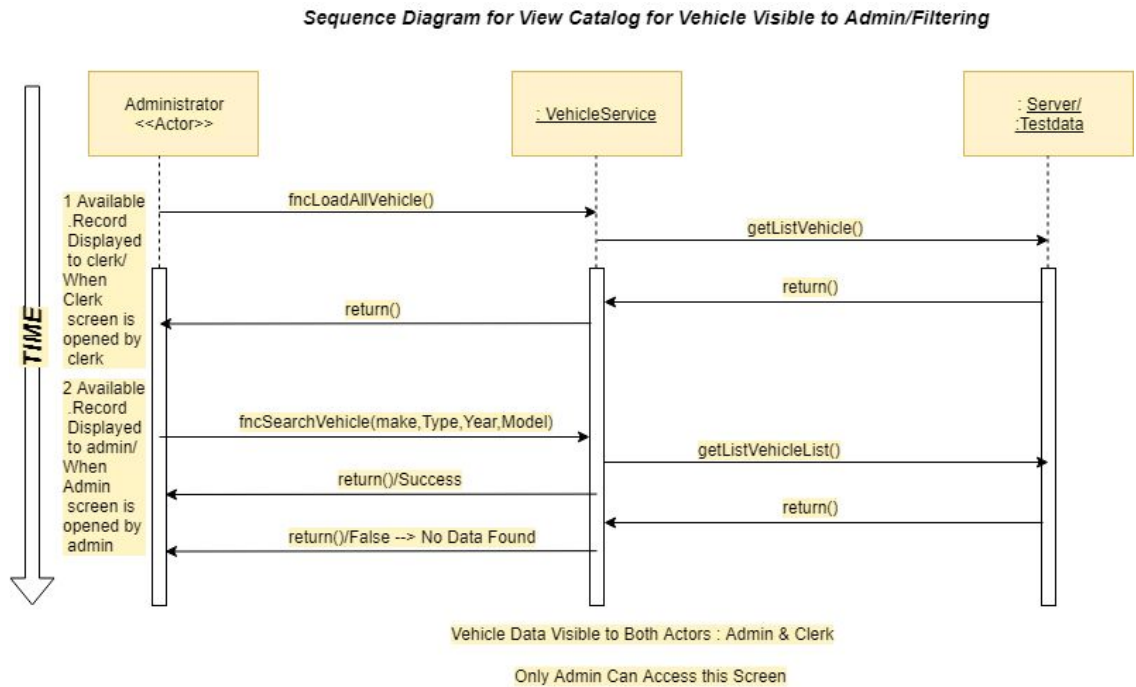 Sequence Diagram for View Catalog for Vehicle Visible to Admin/Filtering
Administrator
<<Actor>>
: VehicleService
: Server/
:Testdata
TIME
1 Available
.Record
Displayed
to clerk/
When
Clerk
screen is
opened by
clerk
fncLoadAllVehicle()
getListVehicle()
return()
return()
2 Available
.Record
Displayed
to admin/
When
Admin
screen is
opened by
admin
fncSearchVehicle(make,Type,Year,Model)
getListVehicleList()
return()/Success
return()
return()/False --> No Data Found
Vehicle Data Visible to Both Actors : Admin & Clerk
Only Admin Can Access this Screen